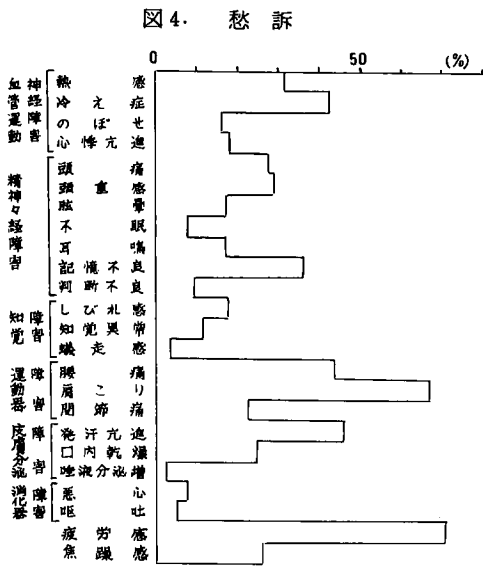 図4. 愁訴
0 50 (%)
血管運動神経障害
熱感
冷え症
のぼせ
心悸亢進
精神々経障害
頭痛
頭重感
眩暈
不眠
耳鳴
記憶不良
判断不良
知覚障害
しびれ感
知覚異常
蟻走感
運動器障害
腰痛
肩こり
関節痛
皮膚分泌障害
発汗亢進
口内乾燥
唾液分泌増
消化器障害
悪心
嘔吐
疲労感
焦躁感